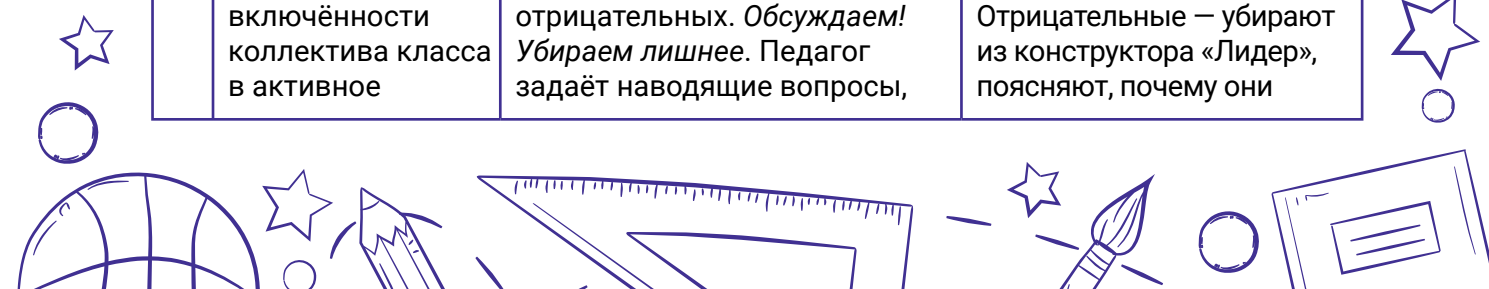 включённости
коллектива класса
в активное
отрицательных. Обсуждаем!
Убираем лишнее. Педагог
задаёт наводящие вопросы,
Отрицательные — убирают
из конструктора «Лидер»,
поясняют, почему они